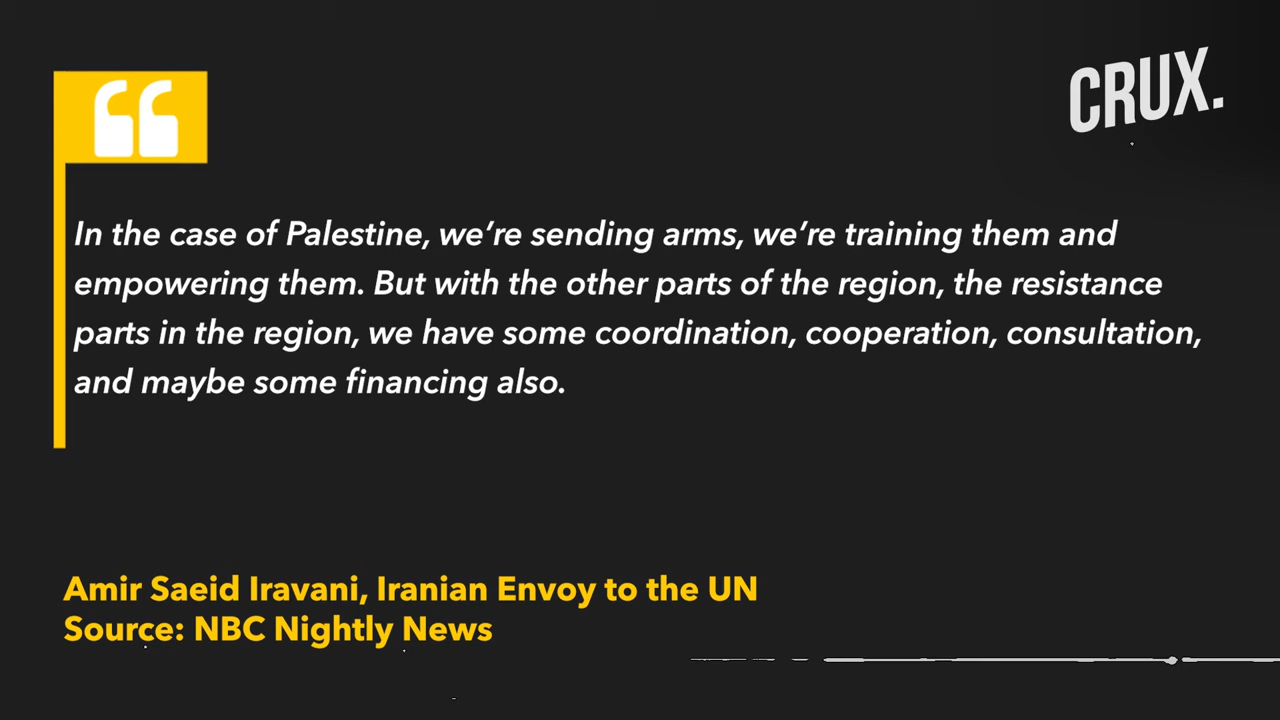 CRUX.
In the case of Palestine, we’re sending arms, we’re training them and
empowering them. But with the other parts of the region, the resistance
parts in the region, we have some coordination, cooperation, consultation,
and maybe some financing also.
Amir Saeid Iravani, Iranian Envoy to the UN
Source: NBC Nightly News